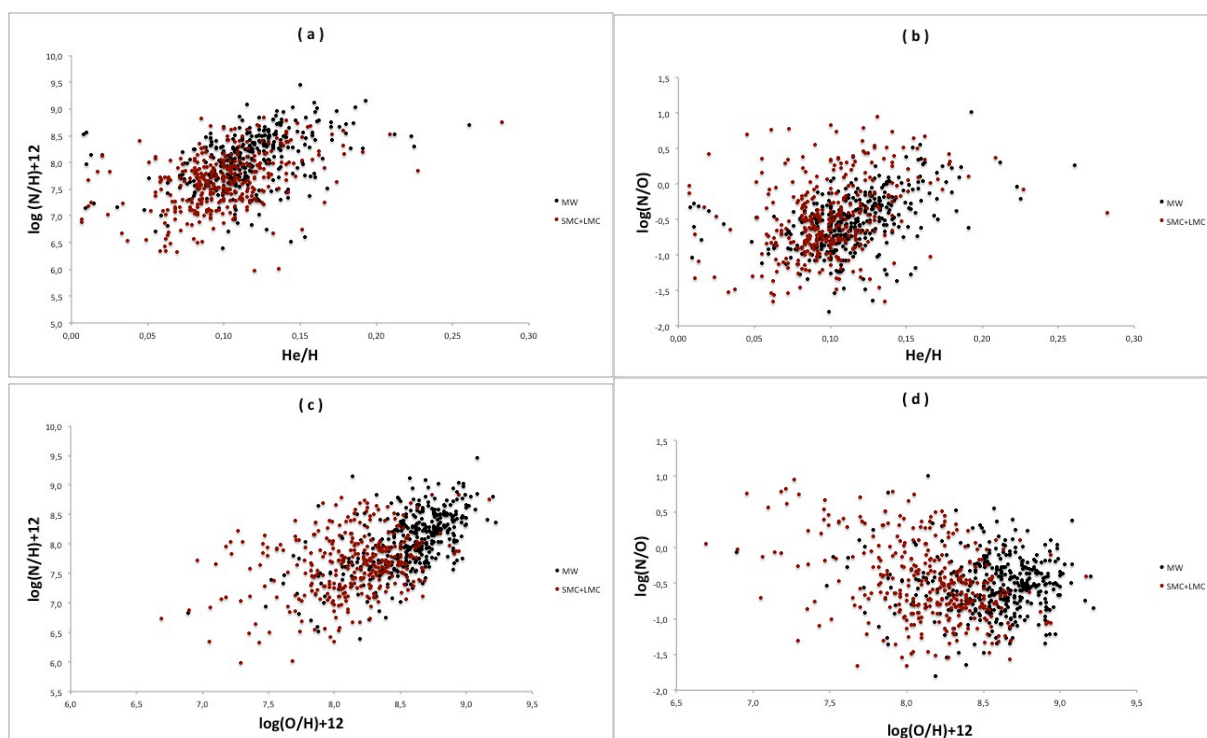 ( a )
10,0
9,5
9,0
8,5
8,0
7,5
7,0
6,5
6,0
5,5
5,0
log (N/H)+12
0,00 0,05 0,10 0,15 0,20 0,25 0,30
He/H
MW
SMC+LMC
( b )
1,5
1,0
0,5
0,0
-0,5
-1,0
-1,5
-2,0
log(N/O)
0,00 0,05 0,10 0,15 0,20 0,25 0,30
He/H
MW
SMC+LMC
( c )
10,0
9,5
9,0
8,5
8,0
7,5
7,0
6,5
6,0
5,5
log(N/H)+12
6,0 6,5 7,0 7,5 8,0 8,5 9,0 9,5
log(O/H)+12
MW
SMC+LMC
( d )
1,5
1,0
0,5
0,0
-0,5
-1,0
-1,5
-2,0
log(N/O)
6,5 7,0 7,5 8,0 8,5 9,0 9,5
log(O/H)+12
MW
SMC+LMC